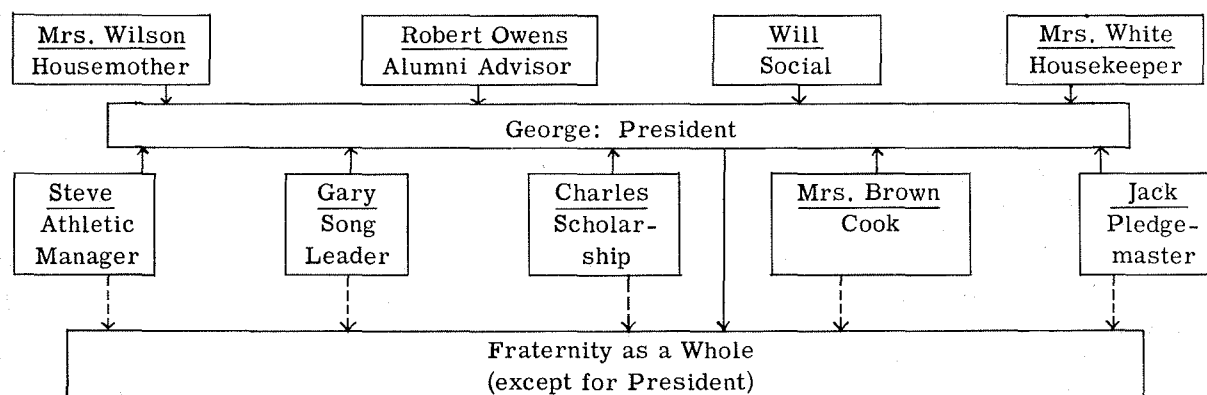 Mrs. Wilson
Housemother
Robert Owens
Alumni Advisor
Will
Social
Mrs. White
Housekeeper
George: President
Steve
Athletic
Manager
Gary
Song
Leader
Charles
Scholar-
ship
Mrs. Brown
Cook
Jack
Pledge-
master
Fraternity as a Whole
(except for President)